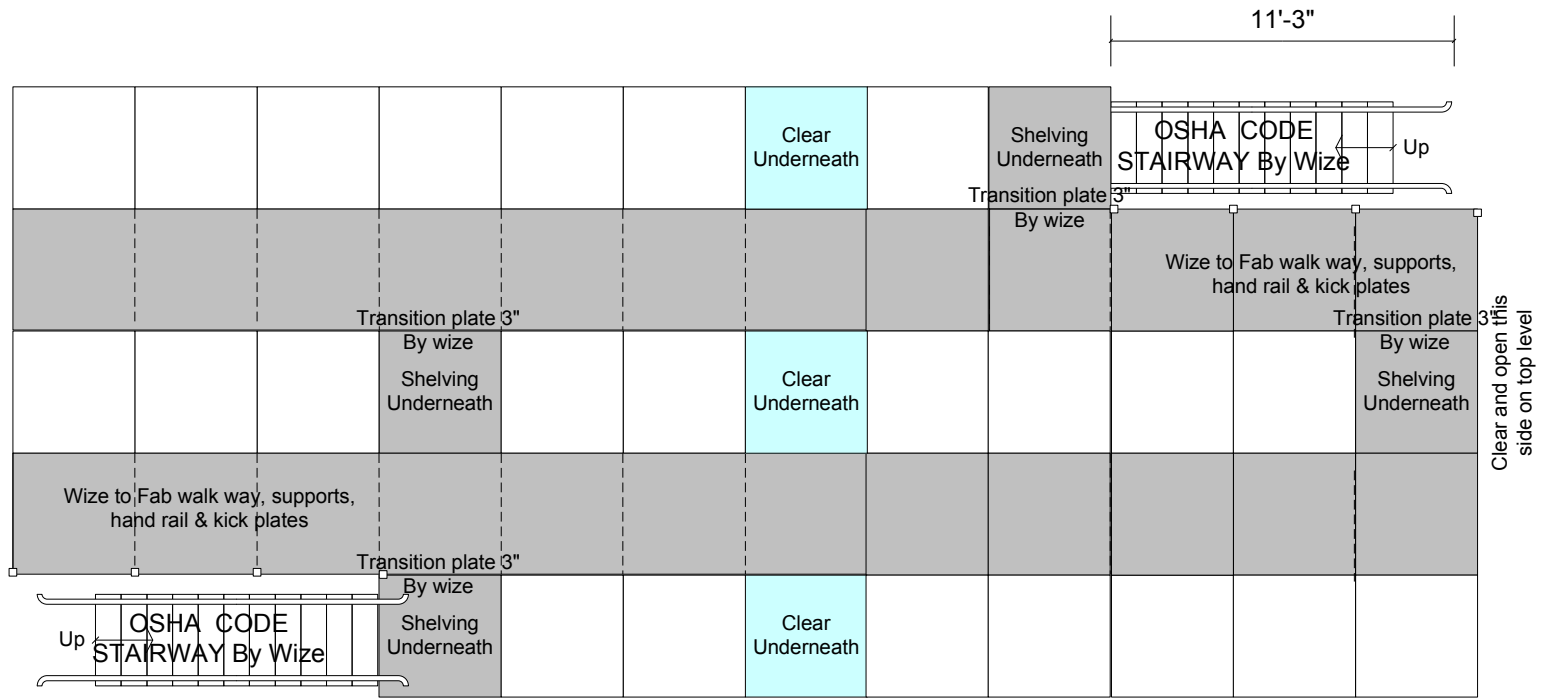 11'-3"
Clear
Underneath
Shelving
Underneath
OSHA CODE
STAIRWAY By Wize
Up
Transition plate 3"
By wize
Wize to Fab walk way, supports,
hand rail & kick plates
Transition plate 3"
By wize
Shelving
Underneath
Clear
Underneath
Transition plate 3"
By wize
Shelving
Underneath
Clear and open this
side on top level
Wize to Fab walk way, supports,
hand rail & kick plates
Transition plate 3"
By wize
Shelving
Underneath
Up
OSHA CODE
STAIRWAY By Wize
Clear
Underneath